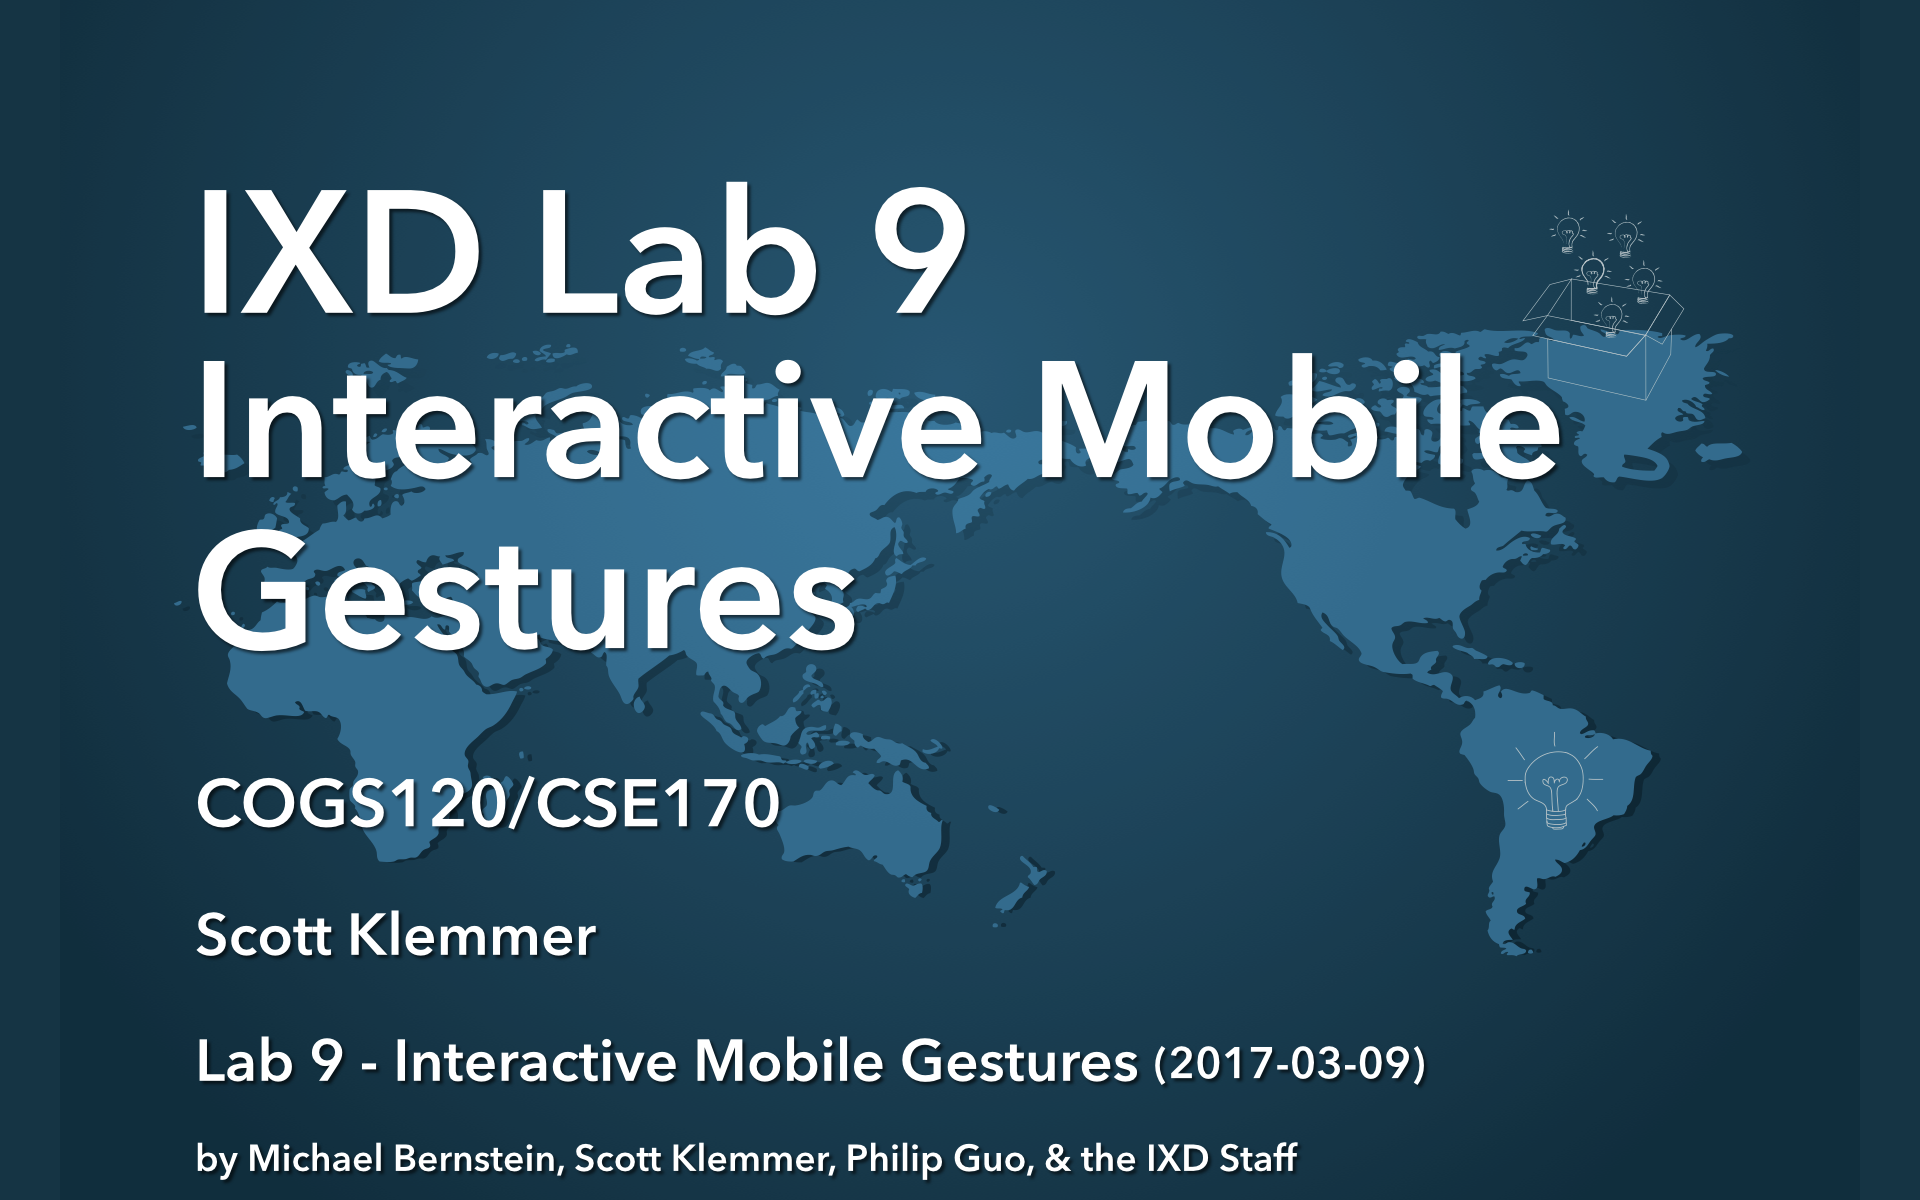 IXD Lab 9
Interactive Mobile
Gestures
COGS120/CSE170
Scott Klemmer
Lab 9 - Interactive Mobile Gestures (2017-03-09)
by Michael Bernstein, Scott Klemmer, Philip Guo, & the IXD Staff